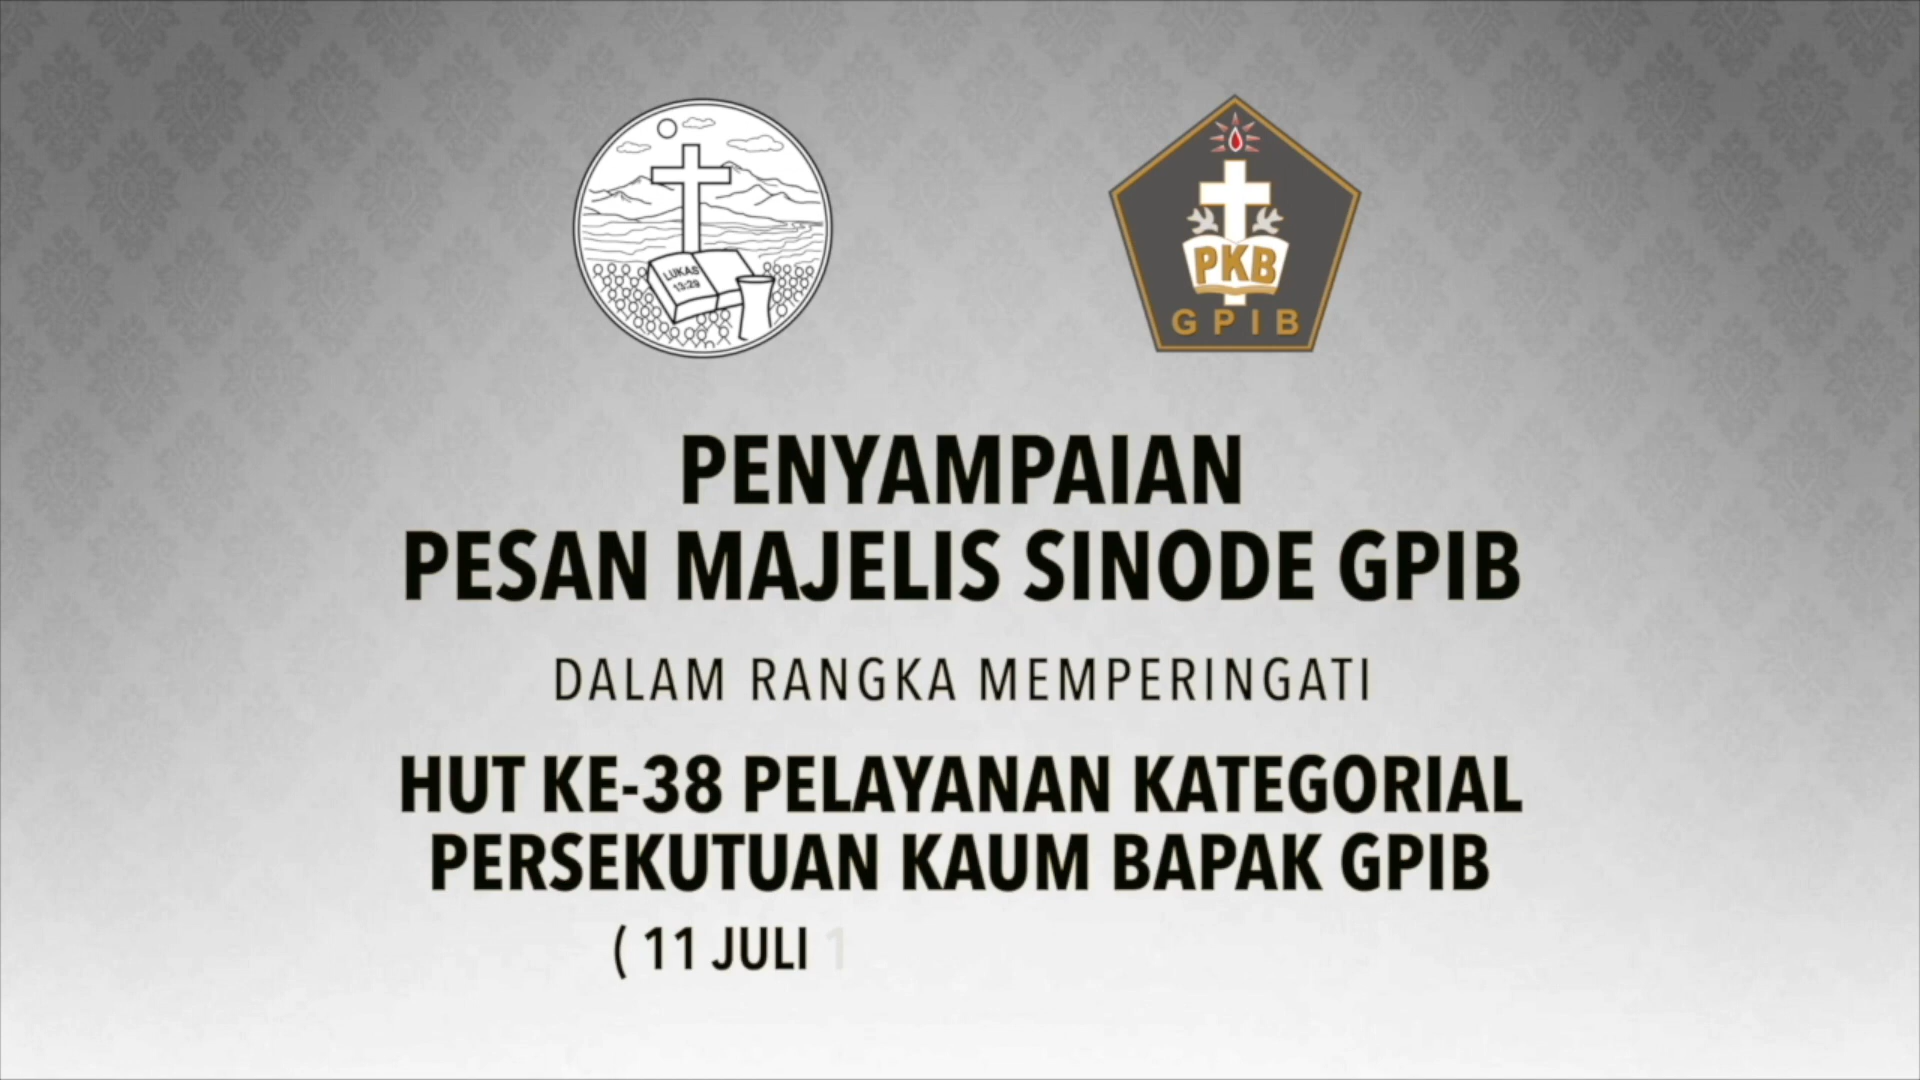 LUKAS
13:29
PKB
GPIB
PENYAMPAIAN
PESAN MAJELIS SINODE GPIB
DALAM RANGKA MEMPERINGATI
HUT KE-38 PELAYANAN KATEGORIAL
PERSEKUTUAN KAUM BAPAK GPIB
( 11 JULI 1